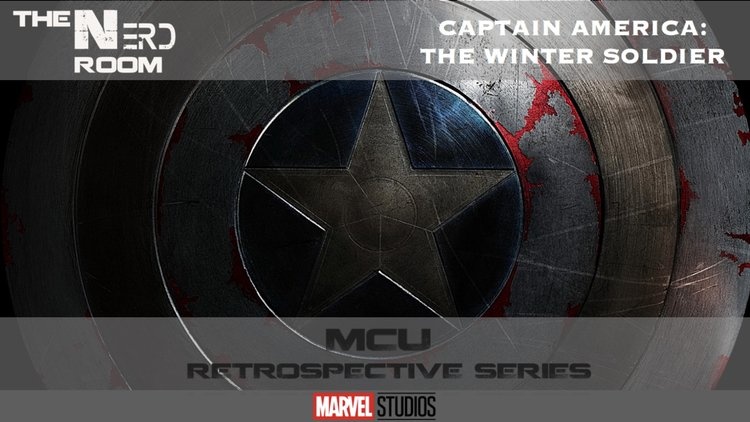 THE NERD
ROOM
CAPTAIN AMERICA:
THE WINTER SOLDIER
MCU
RETROSPECTIVE SERIES
MARVEL STUDIOS